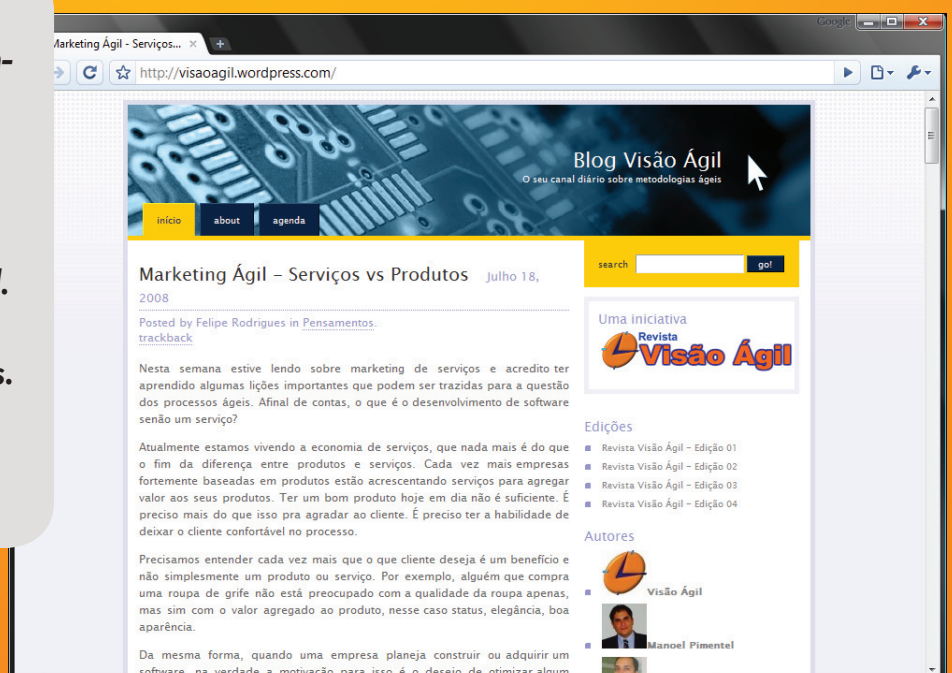 Google
Marketing Ágil - Serviços...
http://visaoagil.wordpress.com/
Blog Visão Ágil
O seu canal diário sobre metodologias ágeis
início about agenda
search go!
Marketing Ágil – Serviços vs Produtos Julho 18,
2008
Posted by Felipe Rodrigues in Pensamentos.
trackback
Nesta semana estive lendo sobre marketing de serviços e acredito ter
aprendido algumas lições importantes que podem ser trazidas para a questão
dos processos ágeis. Afinal de contas, o que é o desenvolvimento de software
senão um serviço?
Atualmente estamos vivendo a economia de serviços, que nada mais é do que
o fim da diferença entre produtos e serviços. Cada vez mais empresas
fortemente baseadas em produtos estão acrescentando serviços para agregar
valor aos seus produtos. Ter um bom produto hoje em dia não é suficiente. É
preciso mais do que isso pra agradar ao cliente. É preciso ter a habilidade de
deixar o cliente confortável no processo.
Precisamos entender cada vez mais que o que cliente deseja é um benefício e
não simplesmente um produto ou serviço. Por exemplo, alguém que compra
uma roupa de grife não está preocupado com a qualidade da roupa apenas,
mas sim com o valor agregado ao produto, nesse caso status, elegância, boa
aparência.
Da mesma forma, quando uma empresa planeja construir ou adquirir um
software, na verdade a motivação para isso é o desejo de otimizar algum
Uma iniciativa
Revista
Visão Ágil
Edições
Revista Visão Ágil – Edição 01
Revista Visão Ágil – Edição 02
Revista Visão Ágil – Edição 03
Revista Visão Ágil – Edição 04
Autores
Visão Ágil
Manoel Pimentel